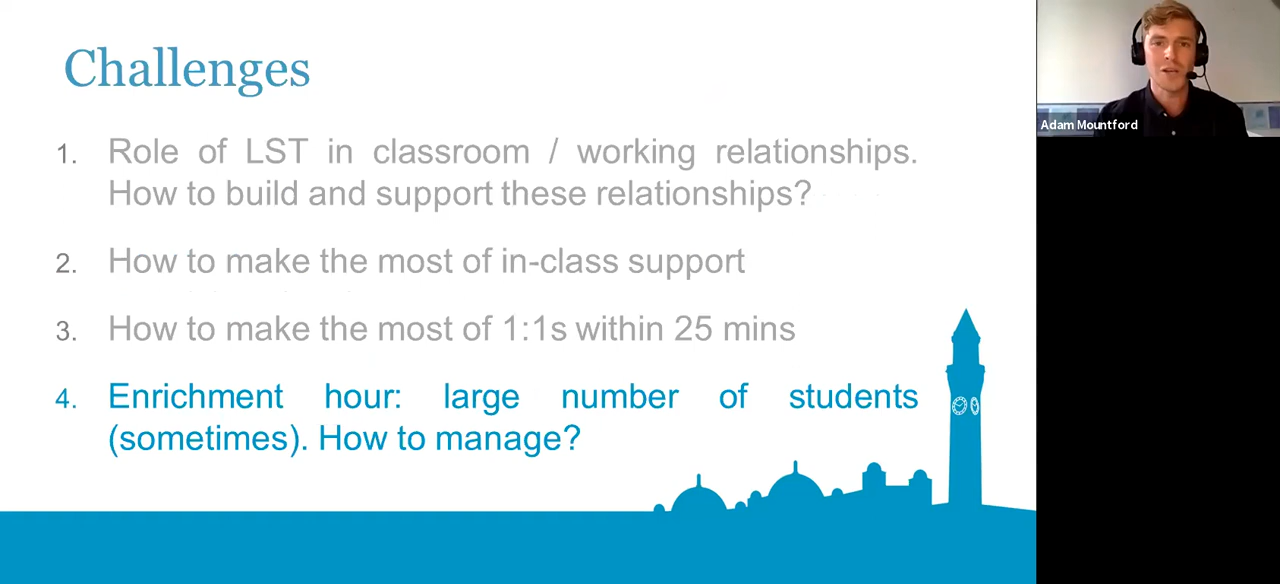 Challenges
1. Role of LST in classroom / working relationships.
How to build and support these relationships?
2. How to make the most of in-class support
3. How to make the most of 1:1s within 25 mins
4. Enrichment hour: large number of students
(sometimes). How to manage?
Adam Mountford